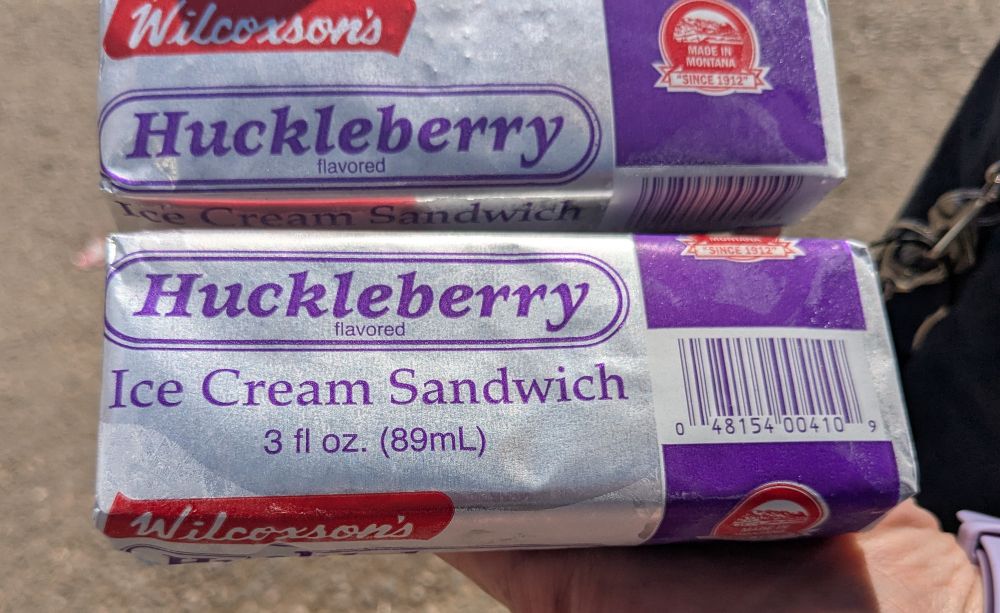 Wilcoxson's
MADE IN
MONTANA
"SINCE 1912"
Huckleberry
flavored
Ice Cream Sandwich
MONTANA
"SINCE 1912"
Huckleberry
flavored
Ice Cream Sandwich
3 fl oz. (89mL)
0 48154 00410 9
Wilcoxson's